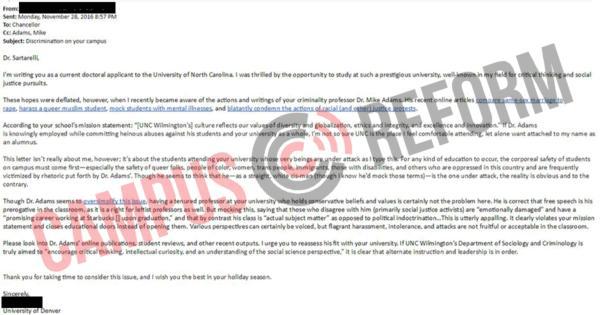 From:
Sent: Monday, November 28, 2016 8:57 PM
To: Chancellor
Cc: Adams, Mike
Subject: Discrimination on your campus
Dr. Sartarelli,
I'm writing you as a current doctoral applicant to the University of North Carolina. I was thrilled by the opportunity to study at such a prestigious university, well-known in my field for critical thinking and social
justice pursuits.
These hopes were deflated, however, when I recently became aware of the actions and writings of your criminality professor Dr. Mike Adams. His recent online articles compare same-sex marriage to
rape, harass a queer muslim student, mock students with mental illnesses, and blatantly condemn the actions of racial (and other) justice protests.
According to your school's mission statement: "[UNC Wilmington's] culture reflects our values of diversity and globalization, ethics and integrity, and excellence and innovation." If Dr. Adams
is knowingly employed while committing heinous abuses against his students and your university as a whole, I'm not so sure UNC is the place I feel comfortable attending, let alone want attached to my name as
an alumnus.
This letter isn't really about me, however; it's about the students attending your university whose very beings are under attack as I type this. For any kind of education to occur, the corporeal safety of students
on campus must come first—especially the safety of queer folks, people of color, women, trans people, immigrants, those with disabilities, and others who are oppressed in this country and are frequently
victimized by rhetoric put forth by Dr. Adams'. Though he seems to think that he—as a straight, white cis-man (though I know he'd mock those terms)—is the one under attack, the reality is obvious and to the
contrary.
Though Dr. Adams seems to oversimplify this issue, having a tenured professor at your university who holds conservative beliefs and values is certainly not the problem here. He is correct that free speech is his
prerogative in the classroom, as it is a right for leftist professors as well. But mocking this, saying that those who disagree with him (primarily social justice activists) are "emotionally damaged" and have a
"promising career working at Starbucks [] upon graduation," and that by contrast his class is "actual subject matter" as opposed to political indoctrination...This is utterly appalling. It clearly violates your mission
statement and closes educational doors instead of opening them. Various perspectives can certainly be voiced, but flagrant harassment, intolerance, and attacks are not fruitful or acceptable in the classroom.
Please look to Dr. Adams' online publications, student reviews, and other recent outputs. I urge you to reassess his fit with your university. If UNC Wilmington's Department of Sociology and Criminology is
truly aimed to "encourage critical thinking, intellectual curiosity, and an understanding of the social science perspective," it is clear that alternate instruction and leadership is in order.
Thank you for taking time to consider this issue, and I wish you the best in your holiday season.
Sincerely,
University of Denver
CAMPUS REFORM